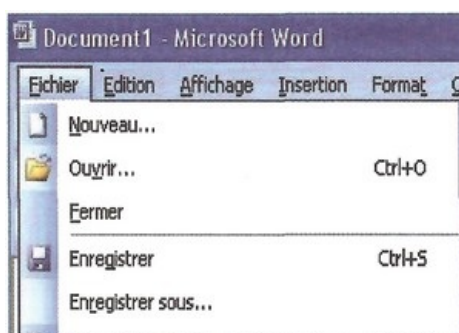 Document1 - Microsoft Word
Fichier Edition Affichage Insertion Format
Nouveau...
Ouvrir... Ctrl+O
Fermer
Enregistrer Ctrl+S
Enregistrer sous...